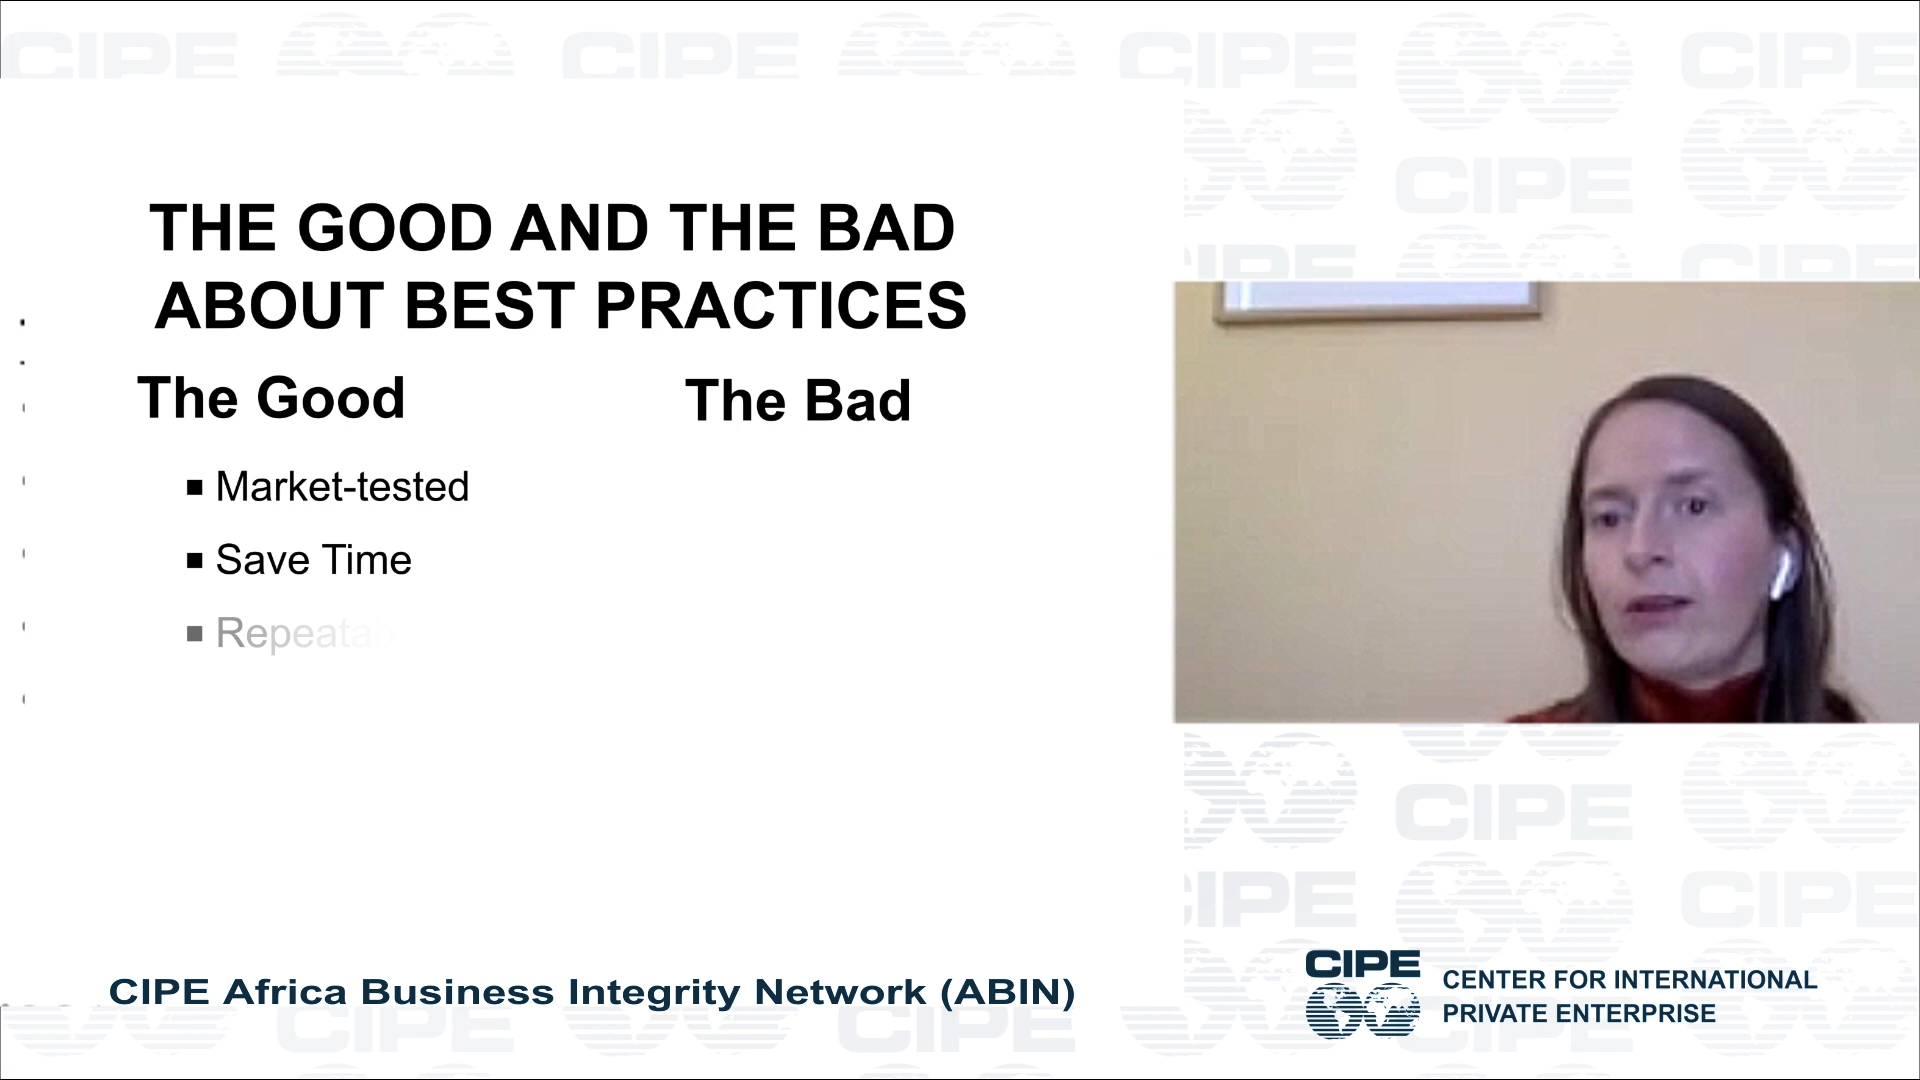 THE GOOD AND THE BAD
ABOUT BEST PRACTICES
The Good
The Bad
Market-tested
Save Time
CIPE Africa Business Integrity Network (ABIN)
CIPE
CENTER FOR INTERNATIONAL
PRIVATE ENTERPRISE